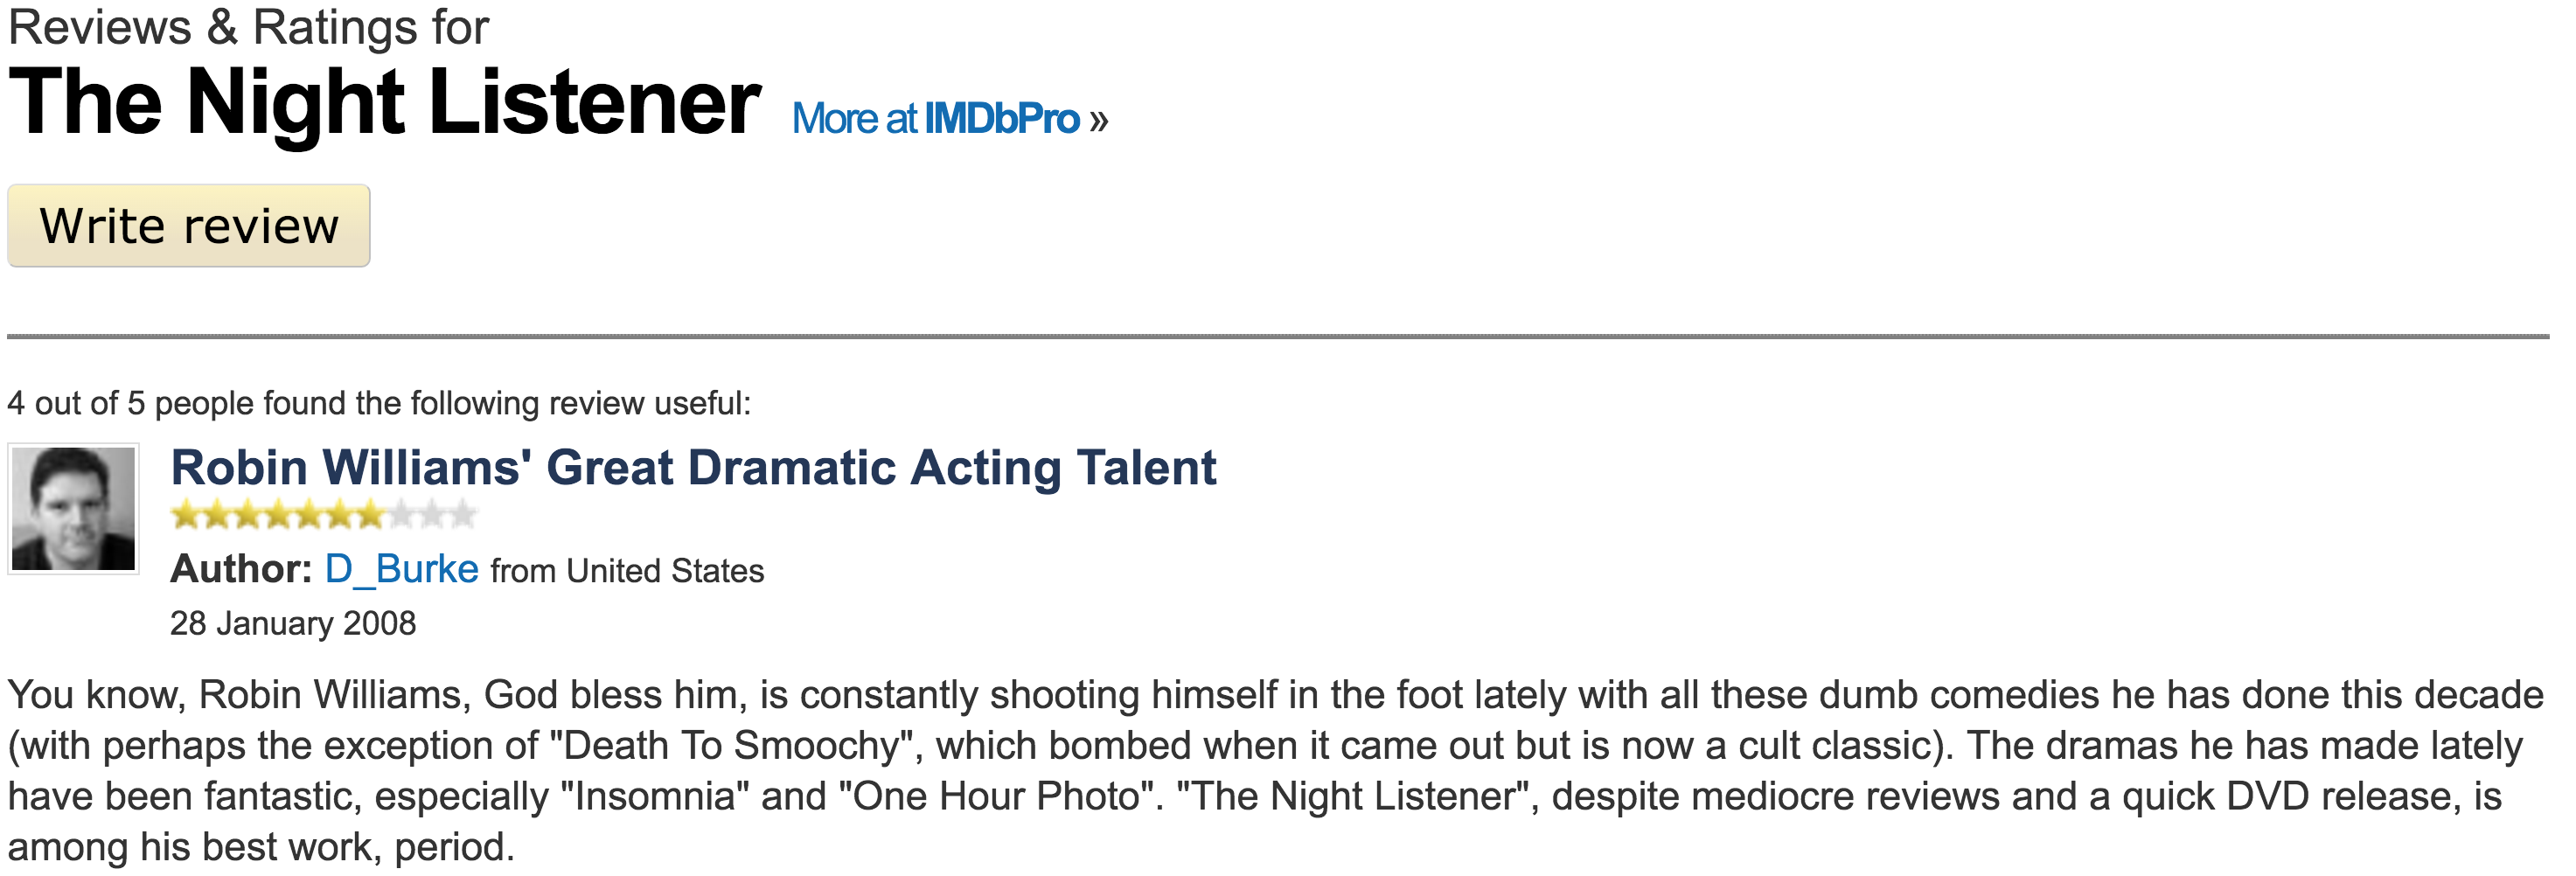 Reviews & Ratings for
The Night Listener More at IMDbPro »
Write review
4 out of 5 people found the following review useful:
Robin Williams' Great Dramatic Acting Talent
Author: D_Burke from United States
28 January 2008
You know, Robin Williams, God bless him, is constantly shooting himself in the foot lately with all these dumb comedies he has done this decade
(with perhaps the exception of "Death To Smoochy", which bombed when it came out but is now a cult classic). The dramas he has made lately
have been fantastic, especially "Insomnia" and "One Hour Photo". "The Night Listener", despite mediocre reviews and a quick DVD release, is
among his best work, period.